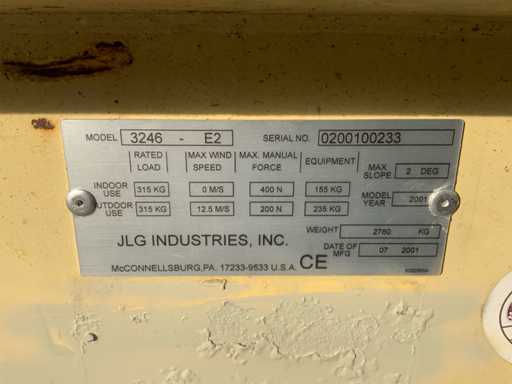 MODEL 3246 - E2 SERIAL NO. 0200100233
RATED LOAD MAX WIND SPEED MAX. MANUAL FORCE EQUIPMENT MAX SLOPE 2 DEG
INDOOR USE 315 KG 0 M/S 400 N 155 KG MODEL YEAR 2001
OUTDOOR USE 315 KG 12.5 M/S 200 N 235 KG
WEIGHT 2760 KG
JLG INDUSTRIES, INC.
DATE OF MFG 07 2001
McCONNELLSBURG, PA. 17233-9533 U.S.A. CE